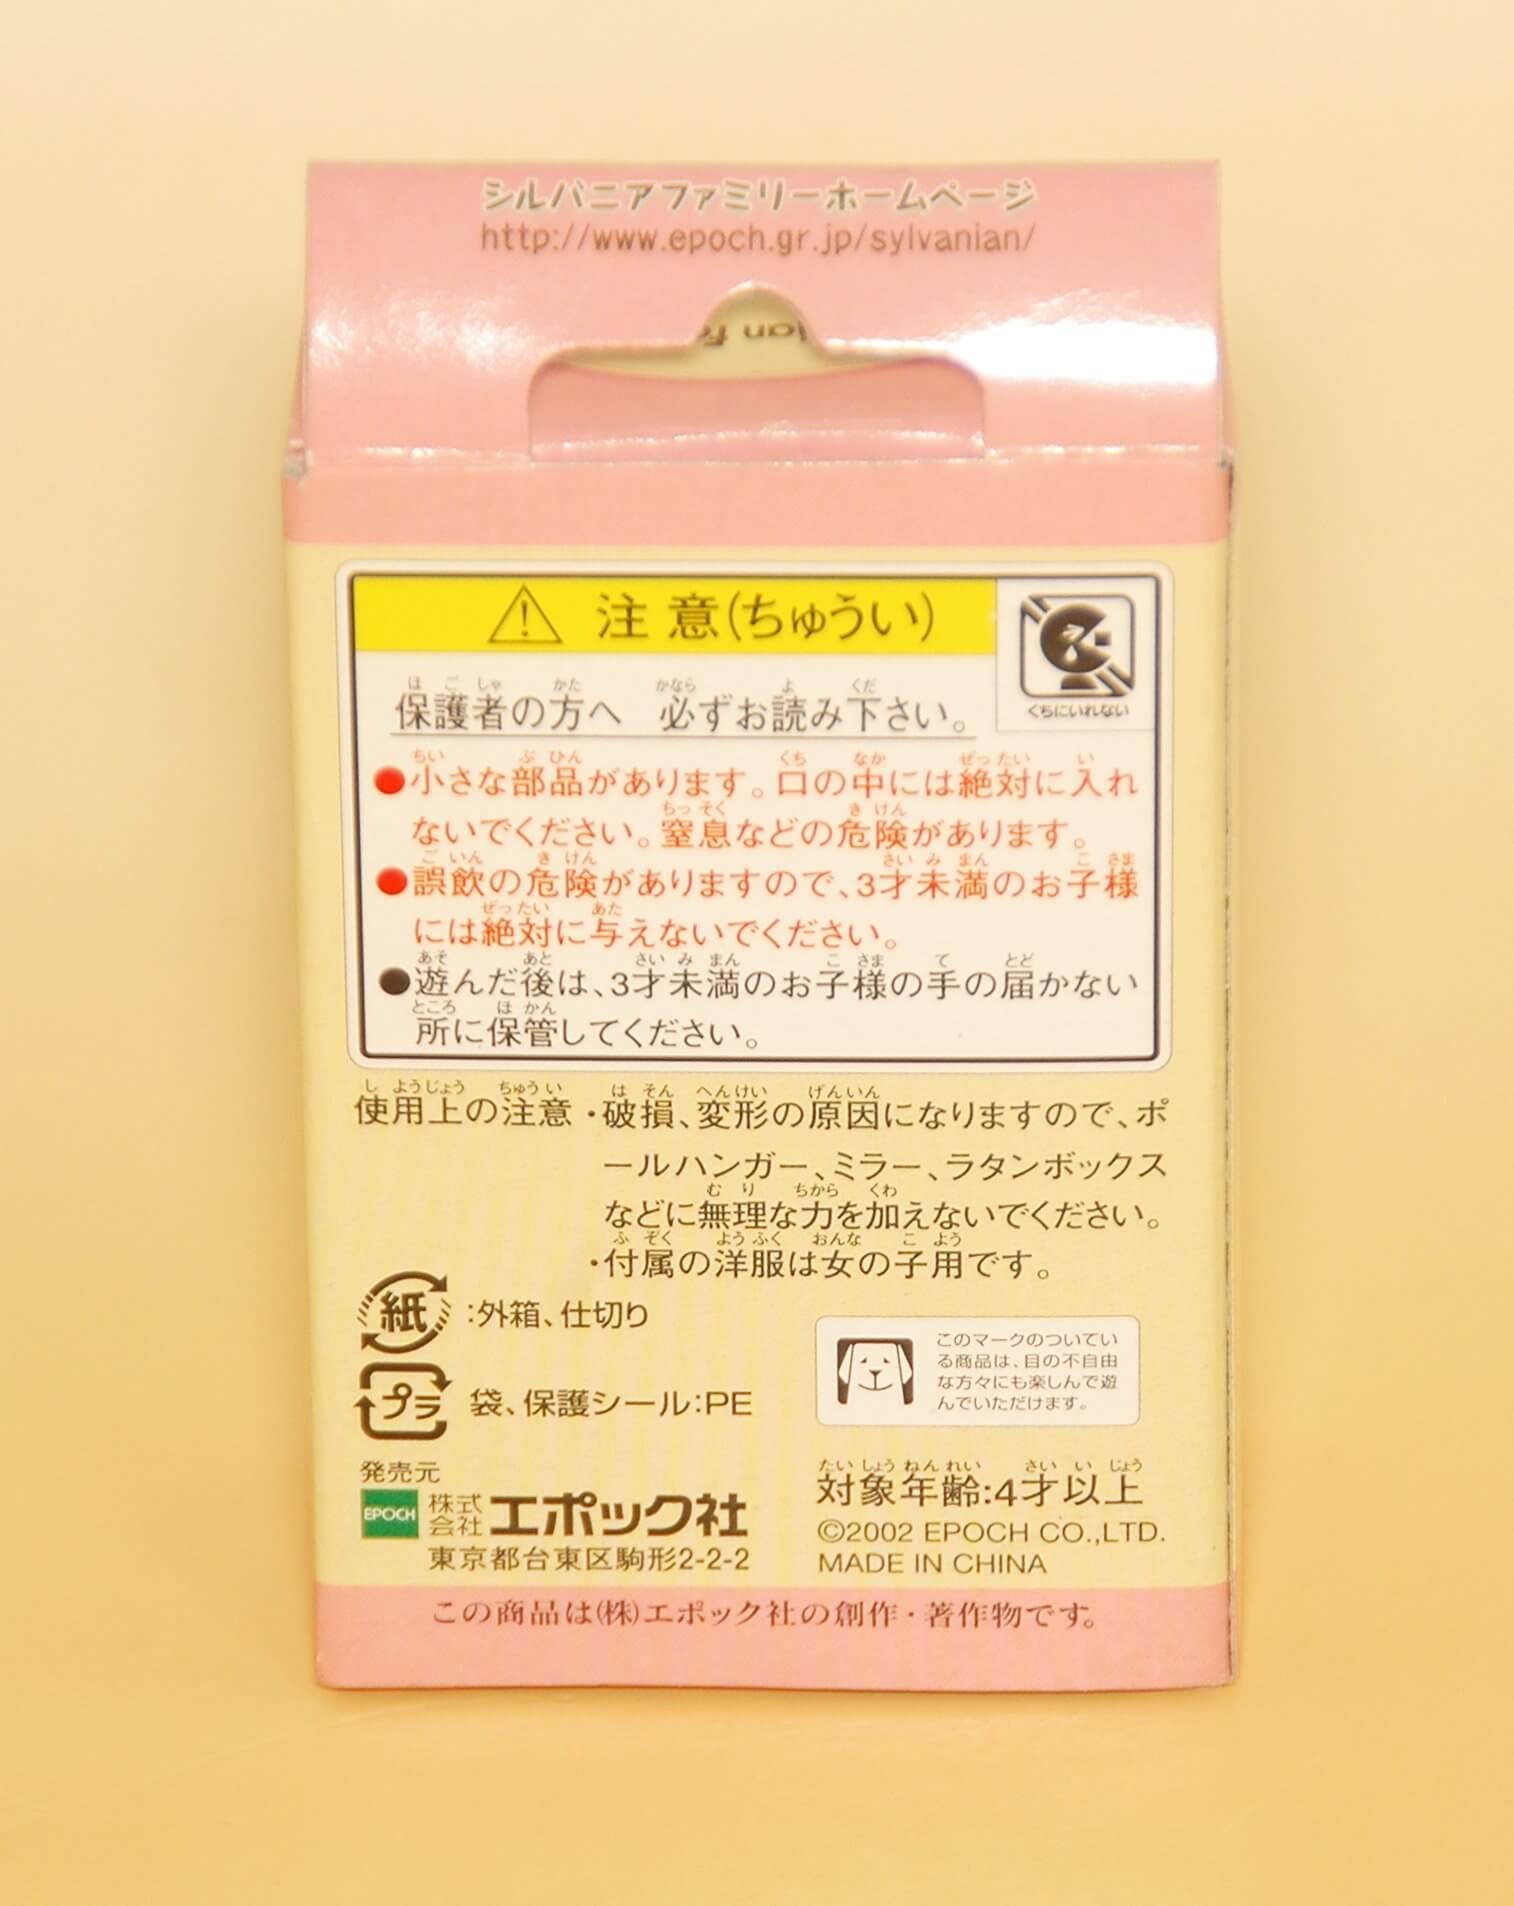 シルバニアファミリーホームページ
http://www.epoch.gr.jp/sylvanian/
ian fa
注意(ちゅうい)
くちにいれない
保護者の方へ 必ずお読み下さい。
●小さな部品があります。口の中には絶対に入れ
ないでください。窒息などの危険があります。
●誤飲の危険がありますので、3才未満のお子様
には絶対に与えないでください。
●遊んだ後は、3才未満のお子様の手の届かない
所に保管してください。
使用上の注意・破損、変形の原因になりますので、ポ
ールハンガー、ミラー、ラタンボックス
などに無理な力を加えないでください。
・付属の洋服は女の子用です。
紙:外箱、仕切り
プラ 袋、保護シール:PE
このマークのついてい
る商品は、目の不自由
な方々にも楽しんで遊
んでいただけます。
発売元
EPOCH 株式会社エポック社
東京都台東区駒形2-2-2
対象年齢:4才以上
©2002 EPOCH CO.,LTD.
MADE IN CHINA
この商品は(株)エポック社の創作・著作物です。